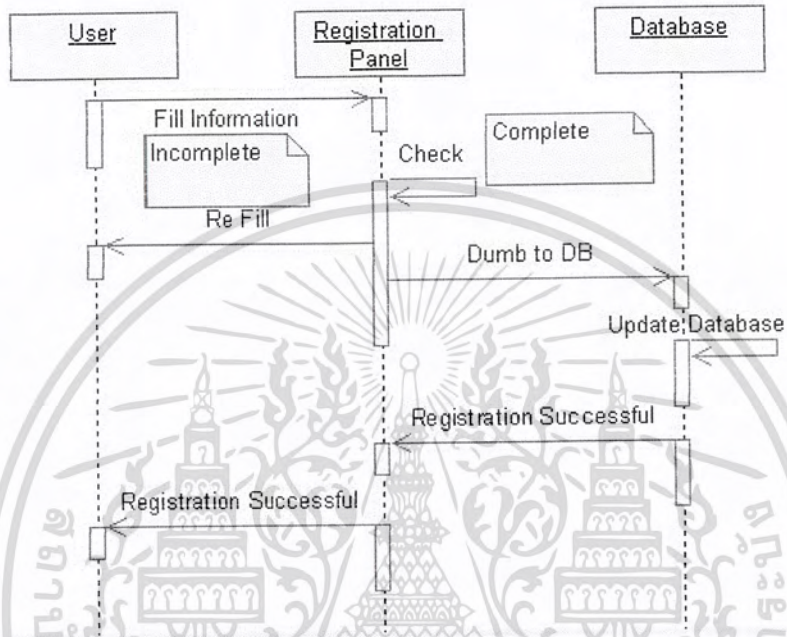 User
Registration
Panel
Database
Fill Information
Incomplete
Check
Complete
Re Fill
Dumb to DB
Update Database
Registration Successful
Registration Successful